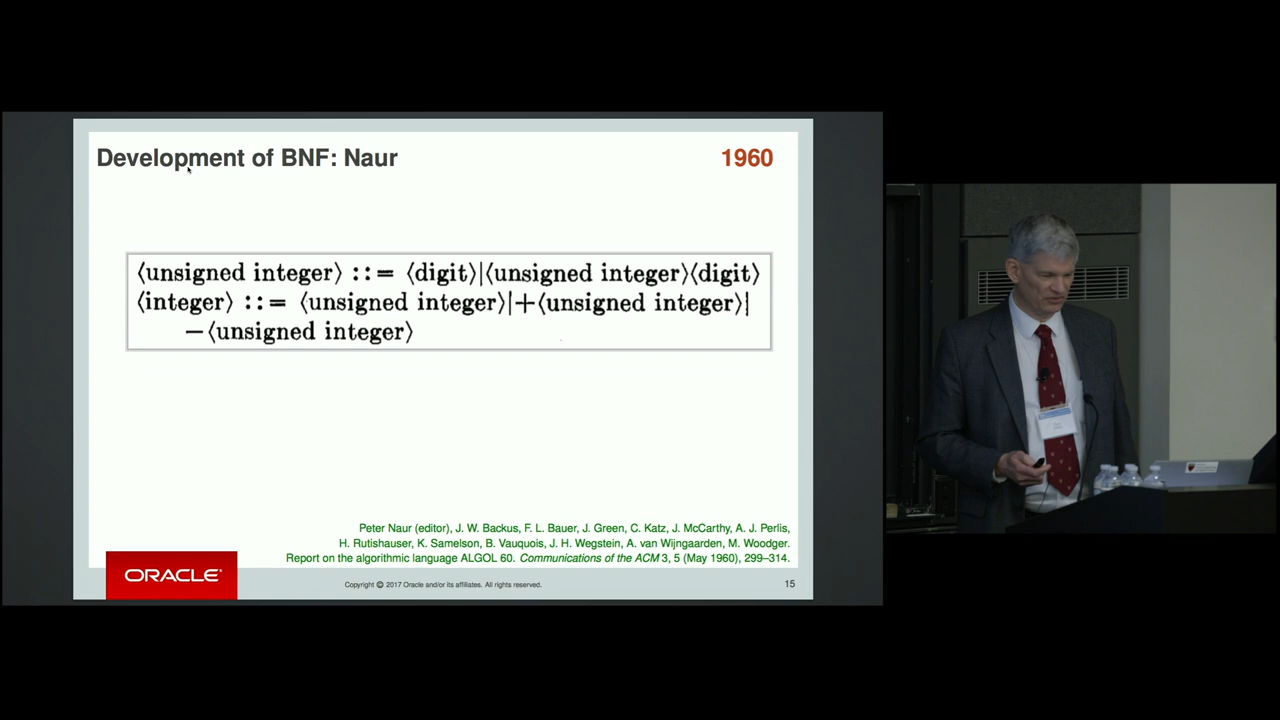 Development of BNF: Naur
1960
⟨unsigned integer⟩ ::= ⟨digit⟩|⟨unsigned integer⟩⟨digit⟩
⟨integer⟩ ::= ⟨unsigned integer⟩|+⟨unsigned integer⟩|
−⟨unsigned integer⟩
Peter Naur (editor), J. W. Backus, F. L. Bauer, J. Green, C. Katz, J. McCarthy, A. J. Perlis,
H. Rutishauser, K. Samelson, B. Vauquois, J. H. Wegstein, A. van Wijngaarden, M. Woodger.
Report on the algorithmic language ALGOL 60. Communications of the ACM 3, 5 (May 1960), 299–314.
ORACLE®
Copyright © 2017 Oracle and/or its affiliates. All rights reserved.
15